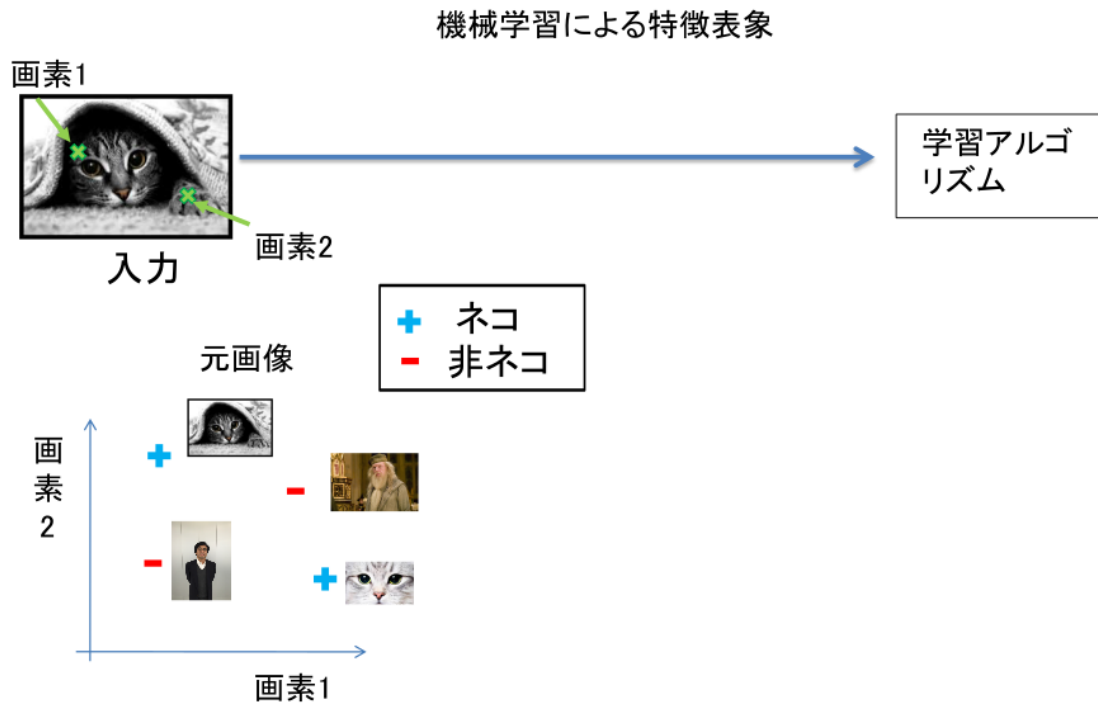 機械学習による特徴表象
画素1
学習アルゴ
リズム
画素2
入力
+ ネコ
- 非ネコ
元画像
画
素
2
画素1